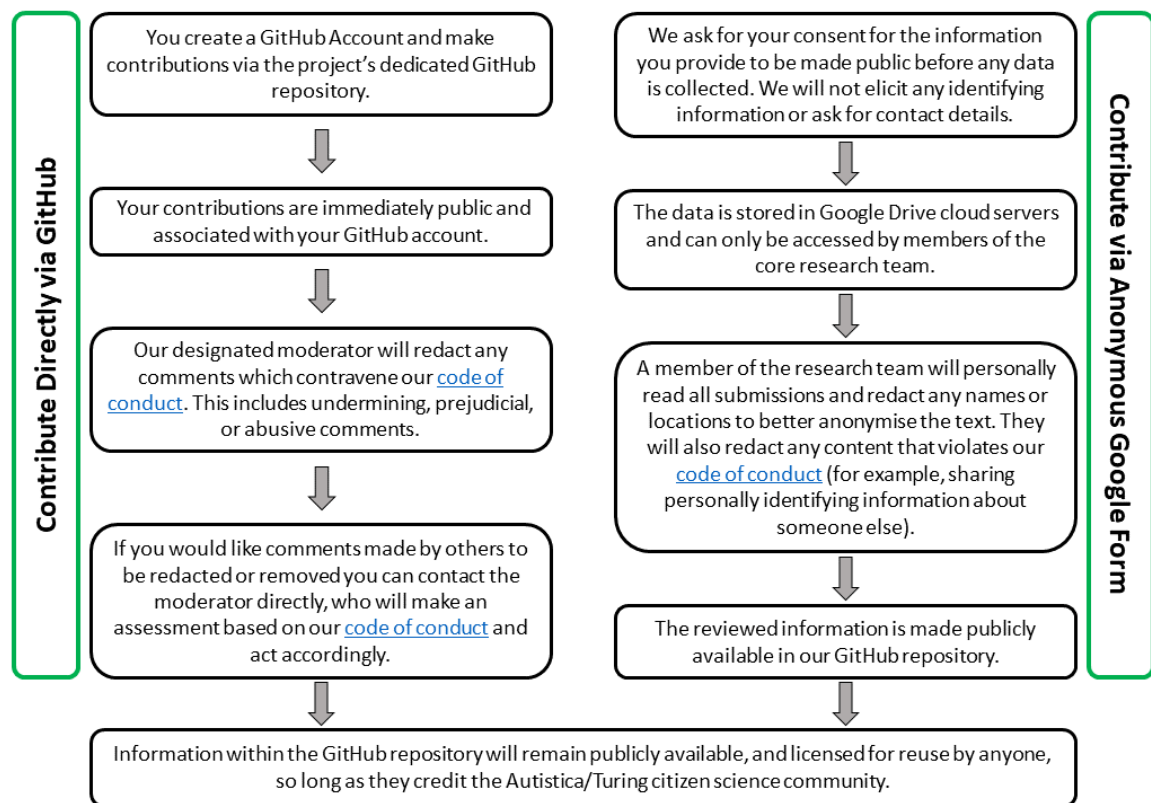 Contribute Directly via GitHub
You create a GitHub Account and make
contributions via the project's dedicated GitHub
repository.
Your contributions are immediately public and
associated with your GitHub account.
Our designated moderator will redact any
comments which contravene our code of
conduct. This includes undermining, prejudicial,
or abusive comments.
If you would like comments made by others to
be redacted or removed you can contact the
moderator directly, who will make an
assessment based on our code of conduct and
act accordingly.
We ask for your consent for the information
you provide to be made public before any data
is collected. We will not elicit any identifying
information or ask for contact details.
The data is stored in Google Drive cloud servers
and can only be accessed by members of the
core research team.
A member of the research team will personally
read all submissions and redact any names or
locations to better anonymise the text. They
will also redact any content that violates our
code of conduct (for example, sharing
personally identifying information about
someone else).
The reviewed information is made publicly
available in our GitHub repository.
Contribute via Anonymous Google Form
Information within the GitHub repository will remain publicly available, and licensed for reuse by anyone,
so long as they credit the Autistica/Turing citizen science community.